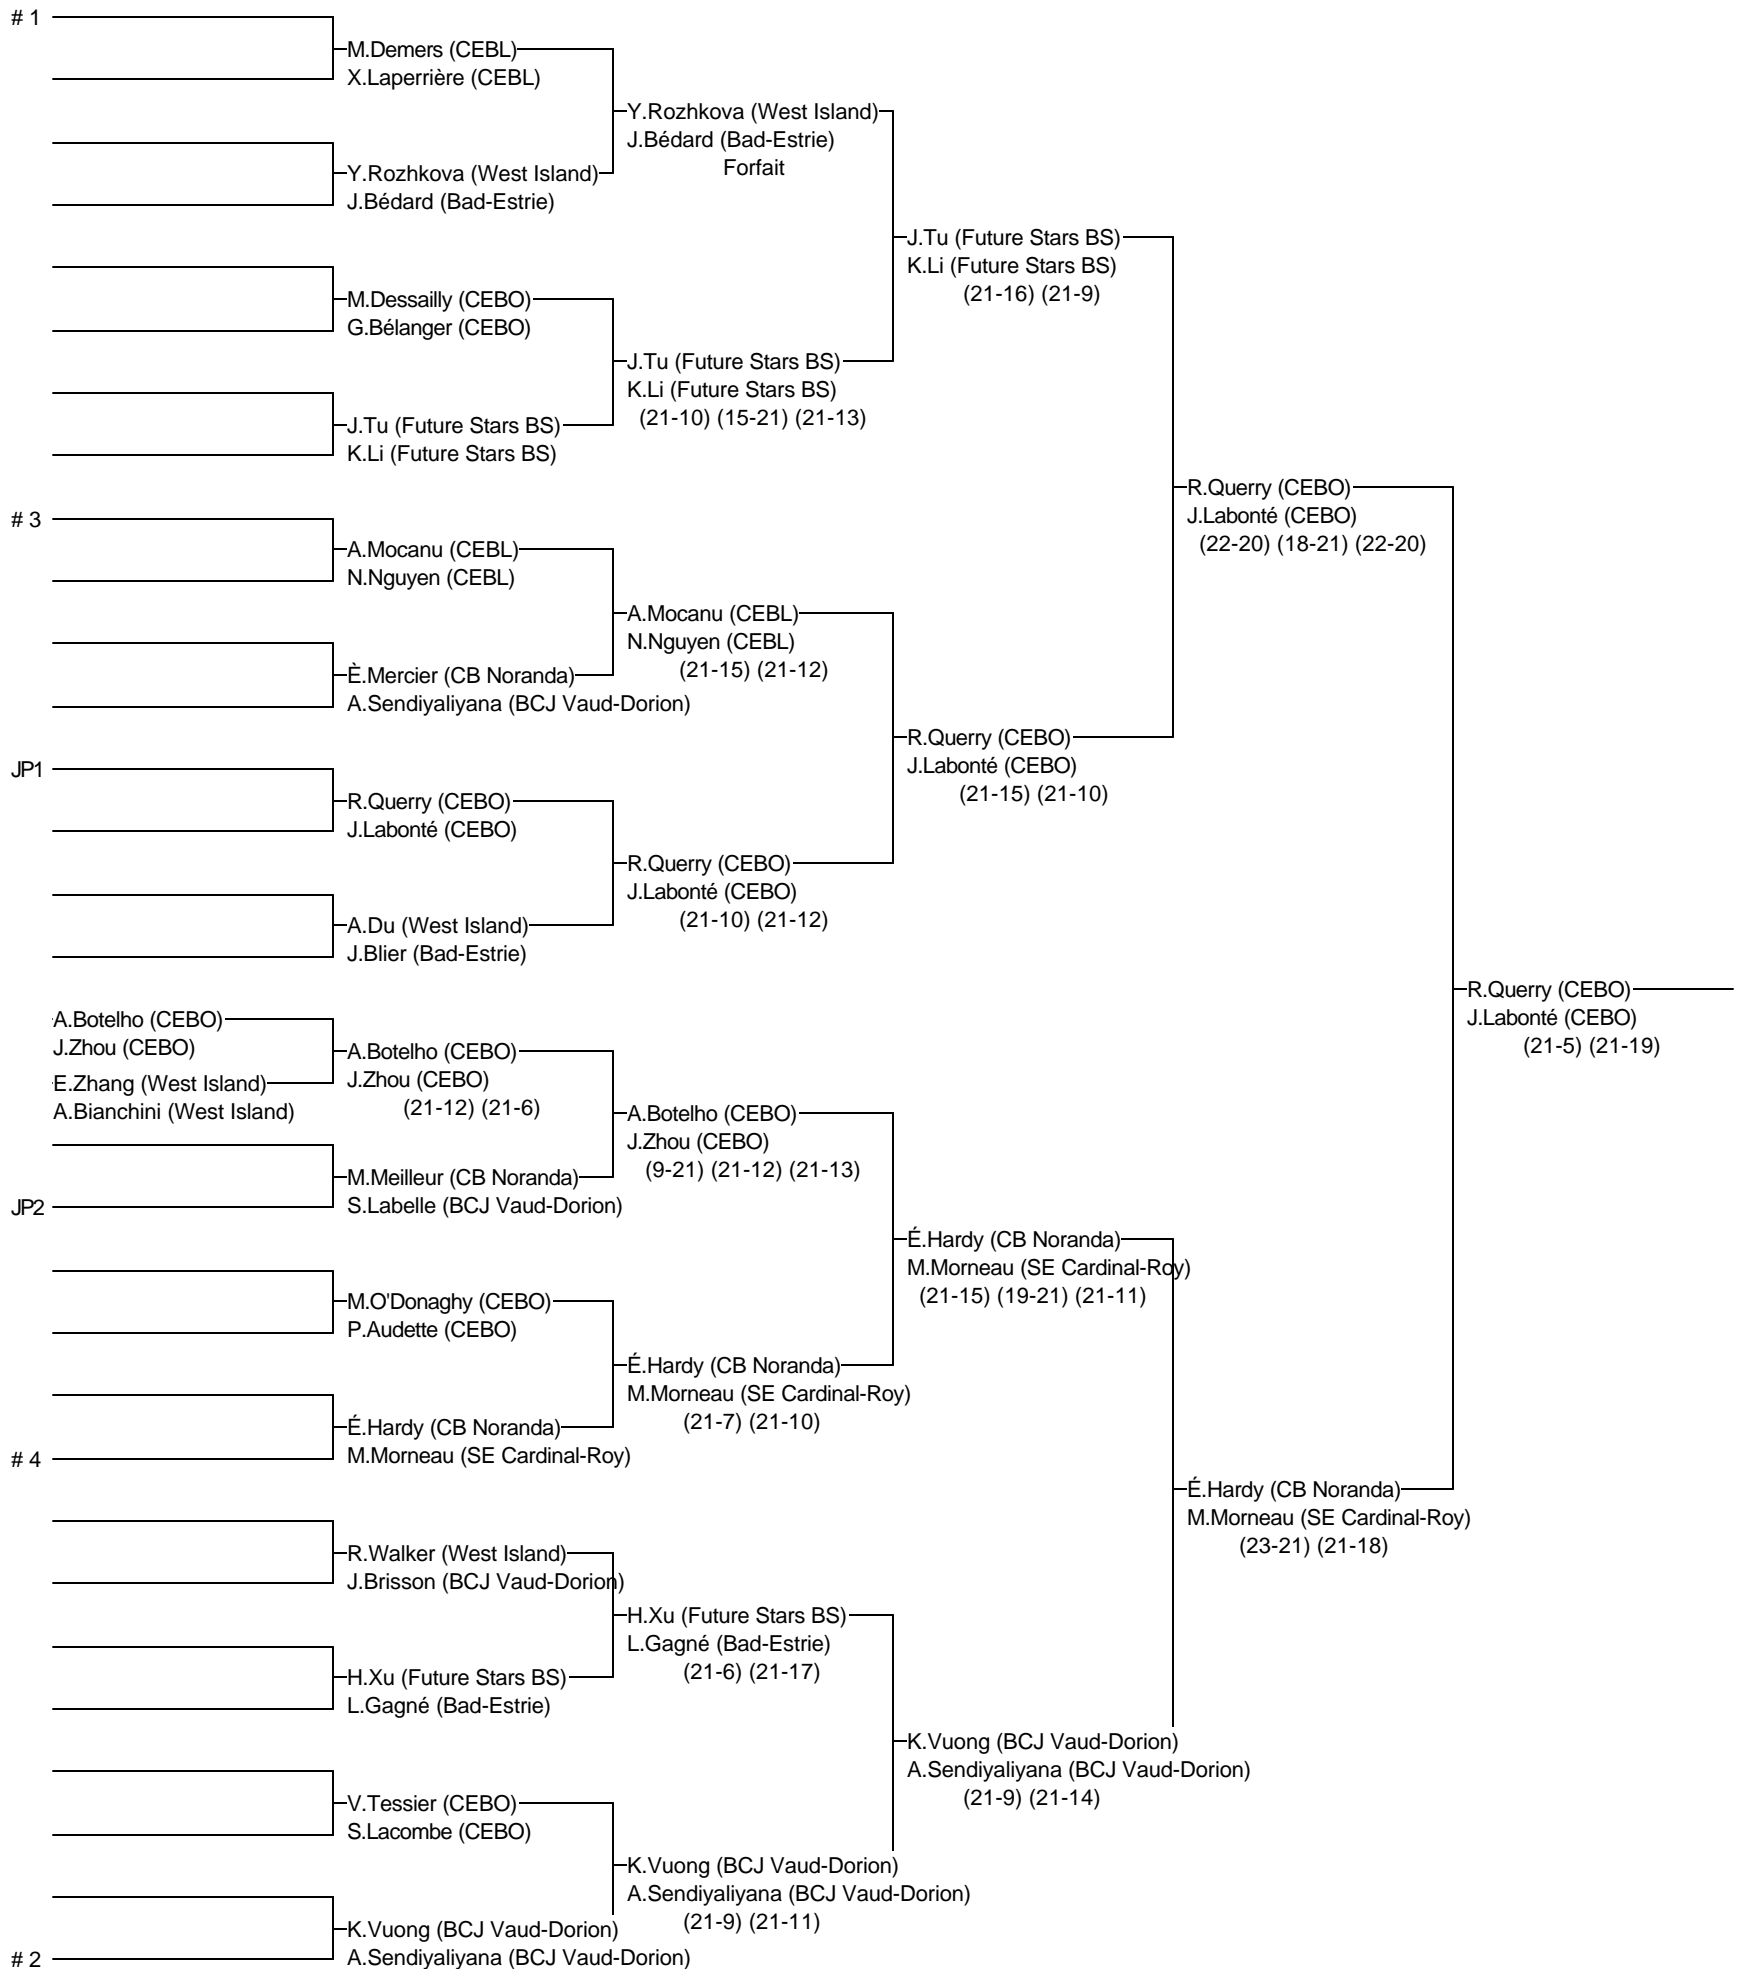 # 1
M.Demers (CEBL)
X.Laperrière (CEBL)
Y.Rozhkova (West Island)
J.Bédard (Bad-Estrie)
Forfait
Y.Rozhkova (West Island)
J.Bédard (Bad-Estrie)
J.Tu (Future Stars BS)
K.Li (Future Stars BS)
(21-16) (21-9)
M.Dessailly (CEBO)
G.Bélanger (CEBO)
J.Tu (Future Stars BS)
K.Li (Future Stars BS)
(21-10) (15-21) (21-13)
J.Tu (Future Stars BS)
K.Li (Future Stars BS)
R.Querry (CEBO)
J.Labonté (CEBO)
(22-20) (18-21) (22-20)
# 3
A.Mocanu (CEBL)
N.Nguyen (CEBL)
A.Mocanu (CEBL)
N.Nguyen (CEBL)
(21-15) (21-12)
È.Mercier (CB Noranda)
A.Sendiyaliyana (BCJ Vaud-Dorion)
R.Querry (CEBO)
J.Labonté (CEBO)
(21-15) (21-10)
JP1
R.Querry (CEBO)
J.Labonté (CEBO)
R.Querry (CEBO)
J.Labonté (CEBO)
(21-10) (21-12)
A.Du (West Island)
J.Blier (Bad-Estrie)
R.Querry (CEBO)
J.Labonté (CEBO)
(21-5) (21-19)
A.Botelho (CEBO)
J.Zhou (CEBO)
A.Botelho (CEBO)
J.Zhou (CEBO)
(21-12) (21-6)
E.Zhang (West Island)
A.Bianchini (West Island)
A.Botelho (CEBO)
J.Zhou (CEBO)
(9-21) (21-12) (21-13)
M.Meilleur (CB Noranda)
S.Labelle (BCJ Vaud-Dorion)
JP2
É.Hardy (CB Noranda)
M.Morneau (SE Cardinal-Roy)
(21-15) (19-21) (21-11)
M.O'Donaghy (CEBO)
P.Audette (CEBO)
É.Hardy (CB Noranda)
M.Morneau (SE Cardinal-Roy)
(21-7) (21-10)
É.Hardy (CB Noranda)
M.Morneau (SE Cardinal-Roy)
# 4
É.Hardy (CB Noranda)
M.Morneau (SE Cardinal-Roy)
(23-21) (21-18)
R.Walker (West Island)
J.Brisson (BCJ Vaud-Dorion)
H.Xu (Future Stars BS)
L.Gagné (Bad-Estrie)
(21-6) (21-17)
H.Xu (Future Stars BS)
L.Gagné (Bad-Estrie)
K.Vuong (BCJ Vaud-Dorion)
A.Sendiyaliyana (BCJ Vaud-Dorion)
(21-9) (21-14)
V.Tessier (CEBO)
S.Lacombe (CEBO)
K.Vuong (BCJ Vaud-Dorion)
A.Sendiyaliyana (BCJ Vaud-Dorion)
(21-9) (21-11)
K.Vuong (BCJ Vaud-Dorion)
A.Sendiyaliyana (BCJ Vaud-Dorion)
# 2